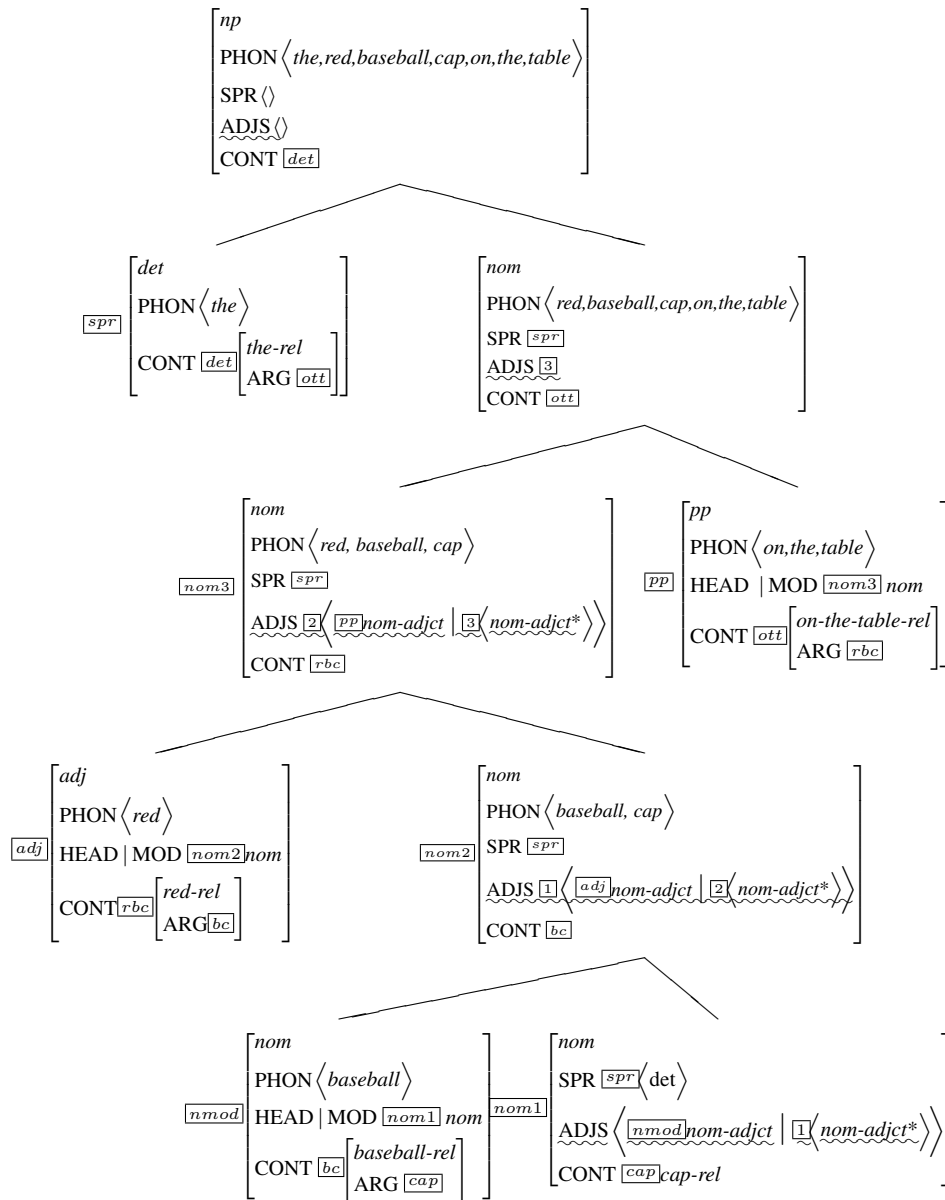 np
PHON ⟨the,red,baseball,cap,on,the,table⟩
SPR ⟨⟩
ADJS ⟨⟩
CONT det
spr
det
PHON ⟨the⟩
CONT det
the-rel
ARG ott
nom
PHON ⟨red,baseball,cap,on,the,table⟩
SPR spr
ADJS 3
CONT ott
nom3
nom
PHON ⟨red, baseball, cap⟩
SPR spr
ADJS 2 ⟨pp nom-adjct | 3 ⟨nom-adjct*⟩⟩
CONT rbc
pp
pp
PHON ⟨on,the,table⟩
HEAD | MOD nom3 nom
CONT ott
on-the-table-rel
ARG rbc
adj
adj
PHON ⟨red⟩
HEAD | MOD nom2 nom
CONT rbc
red-rel
ARG bc
nom2
nom
PHON ⟨baseball, cap⟩
SPR spr
ADJS 1 ⟨adj nom-adjct | 2 ⟨nom-adjct*⟩⟩
CONT bc
nmod
nom
PHON ⟨baseball⟩
HEAD | MOD nom1 nom
CONT bc
baseball-rel
ARG cap
nom1
nom
SPR spr ⟨det⟩
ADJS ⟨nmod nom-adjct | 1 ⟨nom-adjct*⟩⟩
CONT cap cap-rel